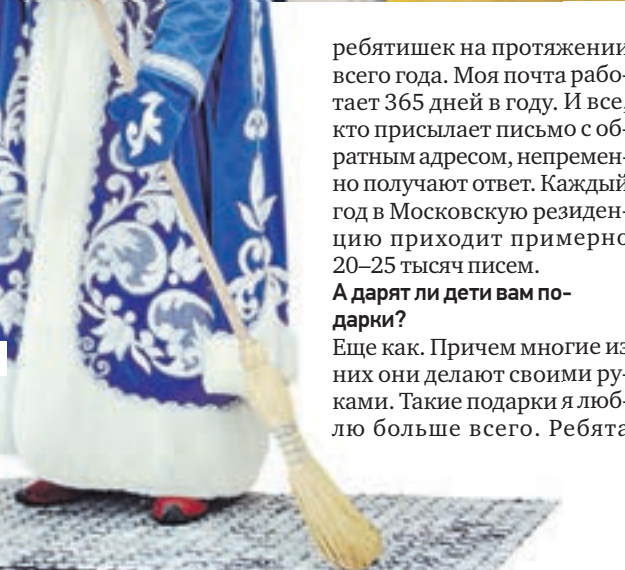 ребятишек на протяжении
всего года. Моя почта рабо-
тает 365 дней в году. И все,
кто присылает письмо с об-
ратным адресом, непремен-
но получают ответ. Каждый
год в Московскую резиден-
цию приходит примерно
20–25 тысяч писем.
А дарят ли дети вам по-
дарки?
Еще как. Причем многие из
них они делают своими ру-
ками. Такие подарки я люб-
лю больше всего. Ребята